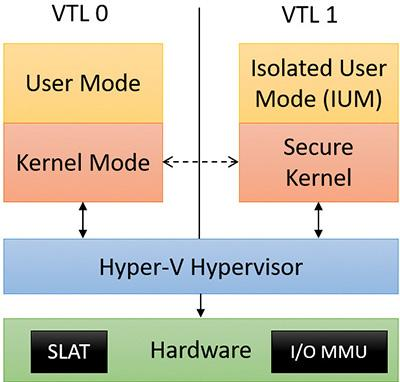 VTL 0
VTL 1
User Mode
Isolated User
Mode (IUM)
Kernel Mode
Secure
Kernel
Hyper-V Hypervisor
SLAT
Hardware
I/O MMU